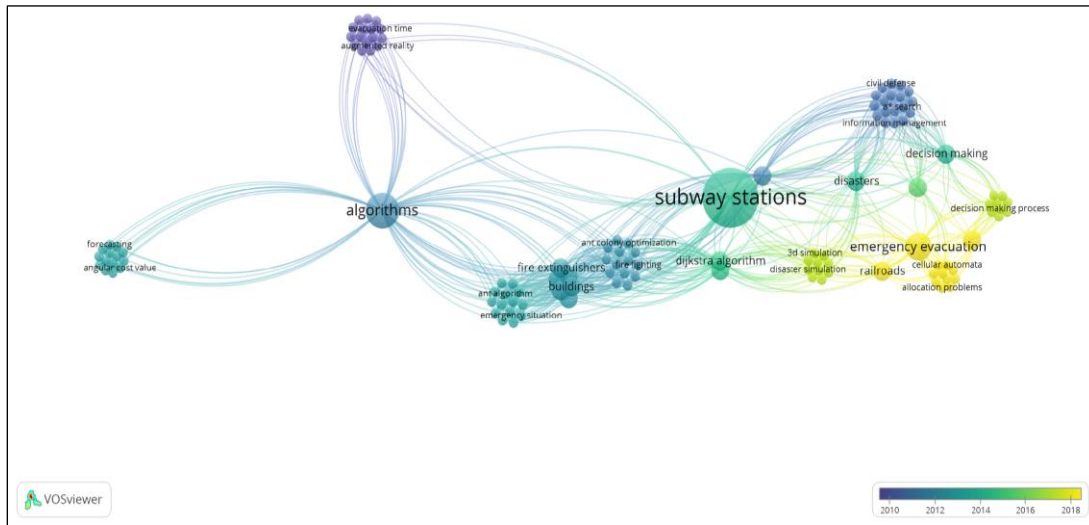 evacuation time
augmented reality
civil defense
a* search
information management
decision making
disasters
subway stations
decision making process
algorithms
forecasting
angular cost value
ant colony optimization
fire extinguishers
fire fighting
dijkstra algorithm
3d simulation
disaster simulation
emergency evacuation
railroads
cellular automata
allocation problems
buildings
ant algorithm
emergency situation
VOSviewer
2010 2012 2014 2016 2018